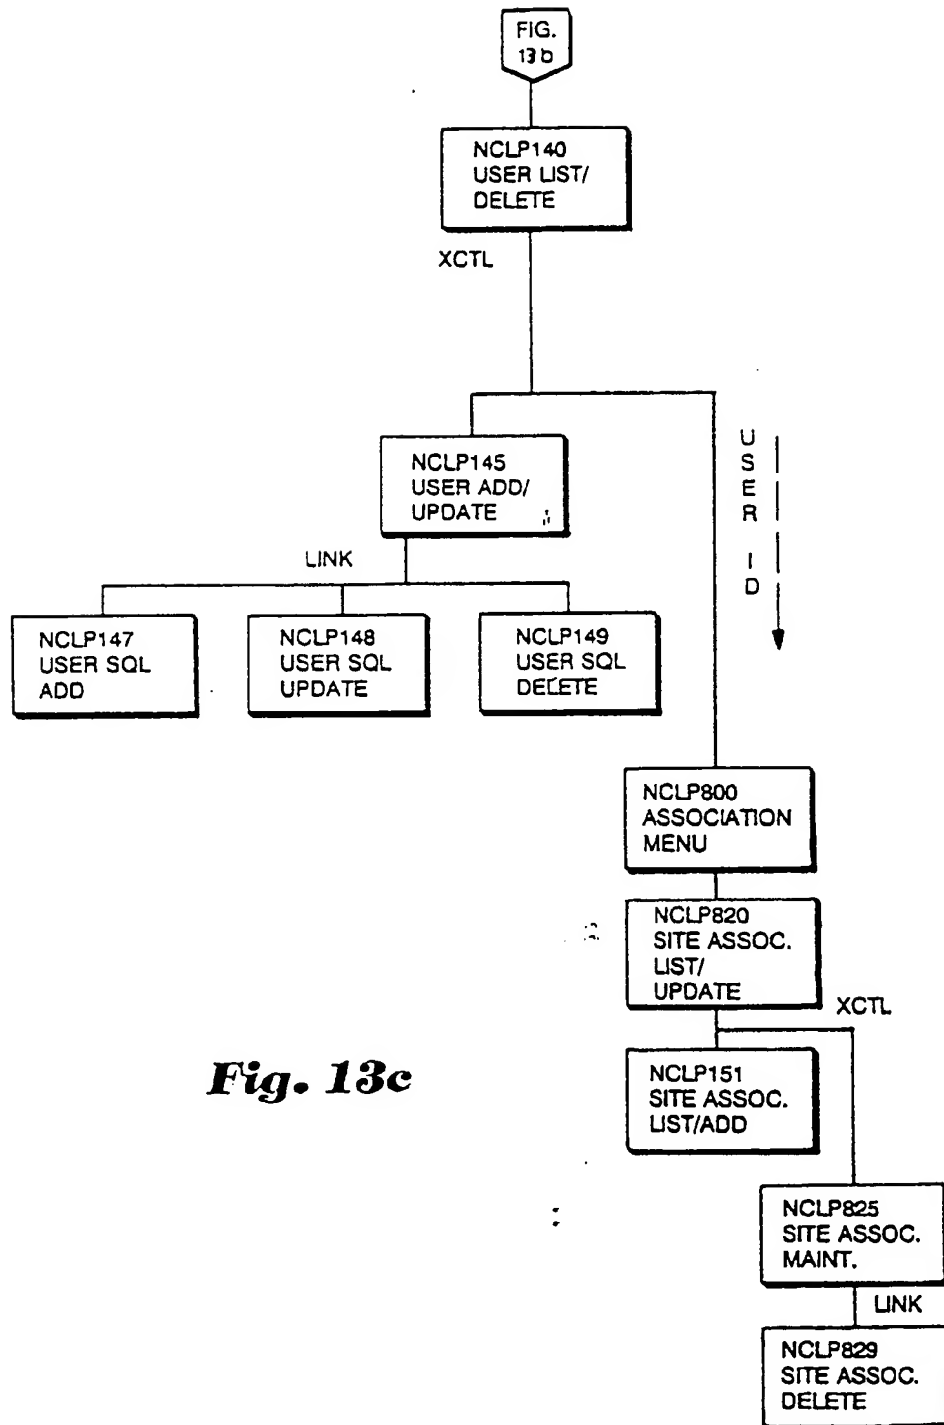 FIG.
13b
NCLP140
USER LIST/
DELETE
XCTL
NCLP145
USER ADD/
UPDATE
USER ID
LINK
NCLP147
USER SQL
ADD
NCLP148
USER SQL
UPDATE
NCLP149
USER SQL
DELETE
NCLP800
ASSOCIATION
MENU
NCLP820
SITE ASSOC.
LIST/
UPDATE
XCTL
NCLP151
SITE ASSOC.
LIST/ADD
Fig. 13c
NCLP825
SITE ASSOC.
MAINT.
LINK
NCLP829
SITE ASSOC.
DELETE